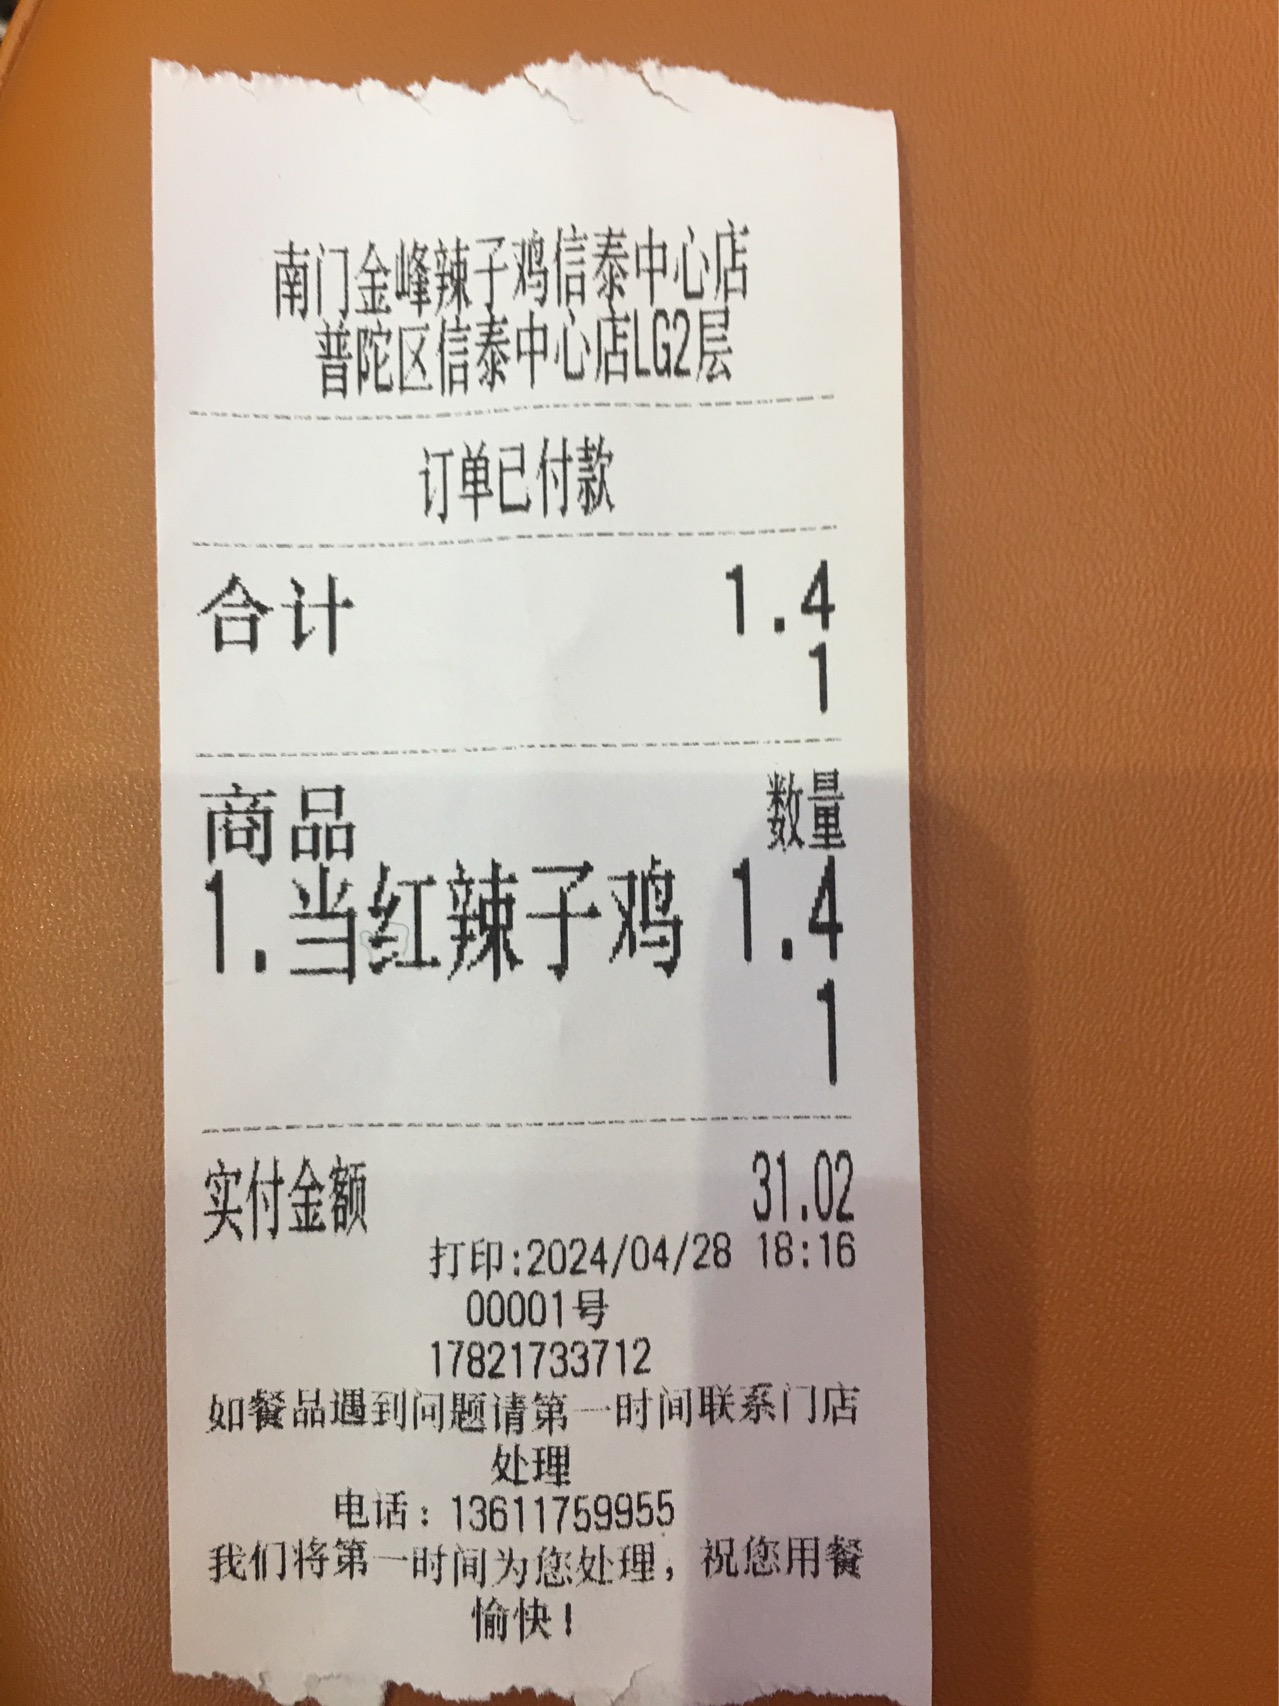 南门金峰辣子鸡信泰中心店
普陀区信泰中心店LG2层
订单已付款
合计 1.4
1
商品 数量
1.当红辣子鸡 1.4
1
实付金额 31.02
打印:2024/04/28 18:16
00001号
17821733712
如餐品遇到问题请第一时间联系门店
处理
电话：13611759955
我们将第一时间为您处理，祝您用餐
愉快！